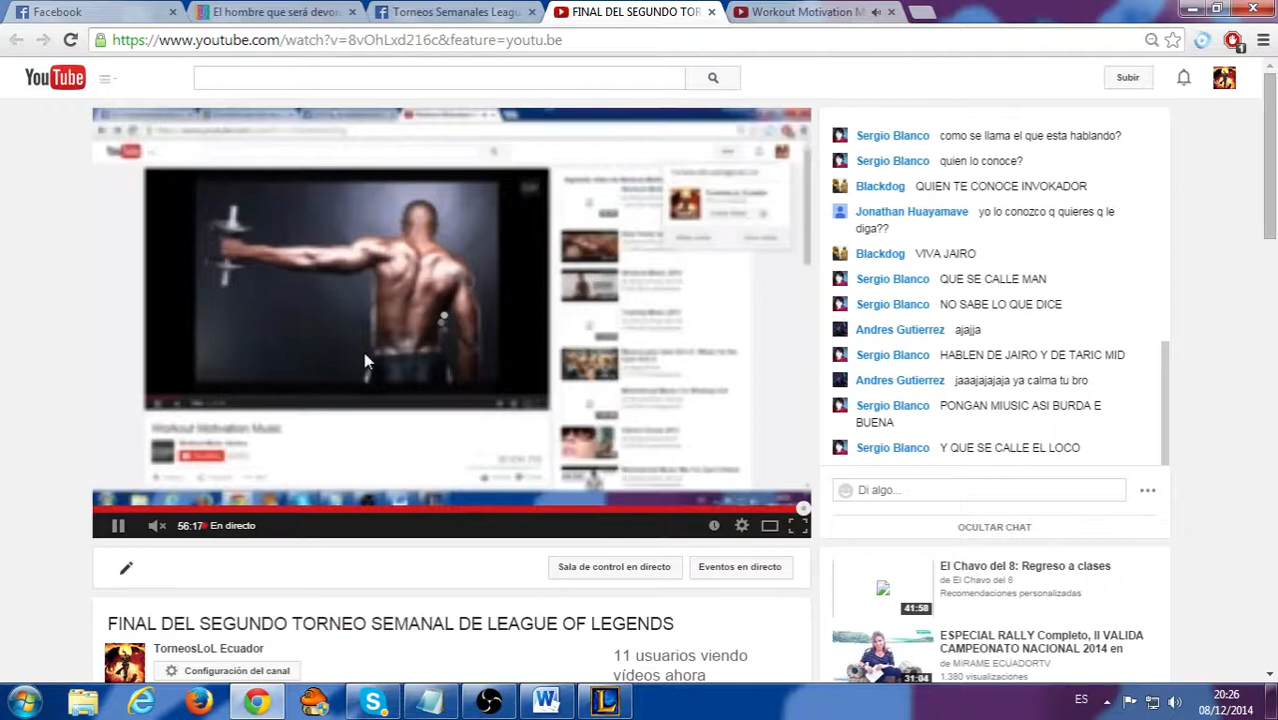 Facebook
El hombre que será devor
Torneos Semanales Leagu
FINAL DEL SEGUNDO TOR
Workout Motivation M
https://www.youtube.com/watch?v=8vOhLxd216c&feature=youtu.be
1
YouTube
Subir
Sergio Blanco como se llama el que esta hablando?
Sergio Blanco quien lo conoce?
Blackdog QUIEN TE CONOCE INVOKADOR
Jonathan Huayamave yo lo conozco q quieres q le
diga??
Blackdog VIVA JAIRO
Sergio Blanco QUE SE CALLE MAN
Sergio Blanco NO SABE LO QUE DICE
Andres Gutierrez ajajja
Sergio Blanco HABLEN DE JAIRO Y DE TARIC MID
Andres Gutierrez jaaajajajaja ya calma tu bro
Sergio Blanco PONGAN MIUSIC ASI BURDA E
BUENA
Sergio Blanco Y QUE SE CALLE EL LOCO
Di algo...
OCULTAR CHAT
Workout Motivation Music
56:17 En directo
Sala de control en directo
Eventos en directo
FINAL DEL SEGUNDO TORNEO SEMANAL DE LEAGUE OF LEGENDS
TorneosLoL Ecuador
Configuración del canal
11 usuarios viendo
vídeos ahora
El Chavo del 8: Regreso a clases
de El Chavo del 8
Recomendaciones personalizadas
41:58
ESPECIAL RALLY Completo, II VALIDA
CAMPEONATO NACIONAL 2014 en
de MIRAME ECUADORTV
1.380 visualizaciones
31:04
ES
20:26
08/12/2014